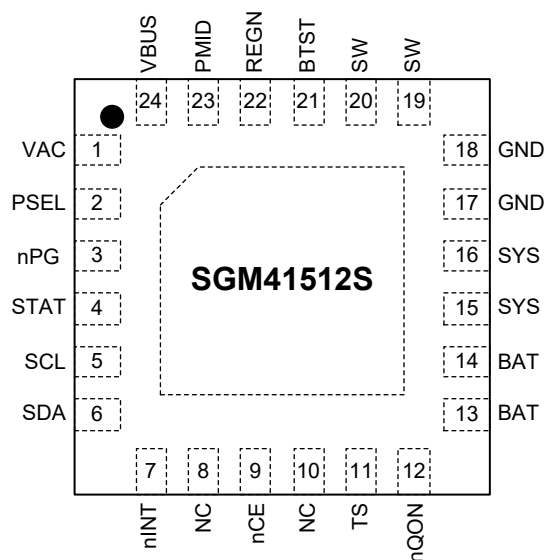 VBUS
PMID
REGN
BTST
SW
SW
24
23
22
21
20
19
VAC 1
PSEL 2
nPG 3
STAT 4
SCL 5
SDA 6
SGM41512S
18 GND
17 GND
16 SYS
15 SYS
14 BAT
13 BAT
7
8
9
10
11
12
nINT
NC
nCE
NC
TS
nQON